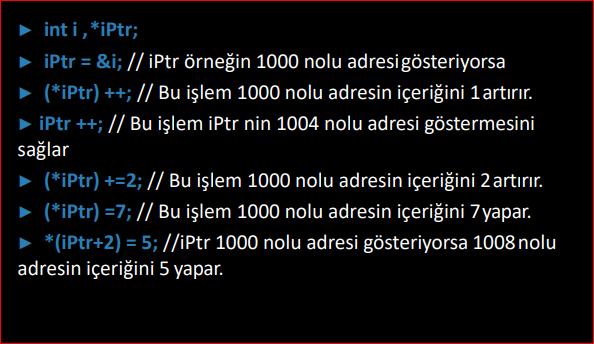 ► int i ,*iPtr;
► iPtr = &i; // iPtr örneğin 1000 nolu adresi gösteriyorsa
► (*iPtr) ++; // Bu işlem 1000 nolu adresin içeriğini 1 artırır.
► iPtr ++; // Bu işlem iPtr nin 1004 nolu adresi göstermesini
sağlar
► (*iPtr) +=2; // Bu işlem 1000 nolu adresin içeriğini 2 artırır.
► (*iPtr) =7; // Bu işlem 1000 nolu adresin içeriğini 7 yapar.
► *(iPtr+2) = 5; //iPtr 1000 nolu adresi gösteriyorsa 1008 nolu
adresin içeriğini 5 yapar.